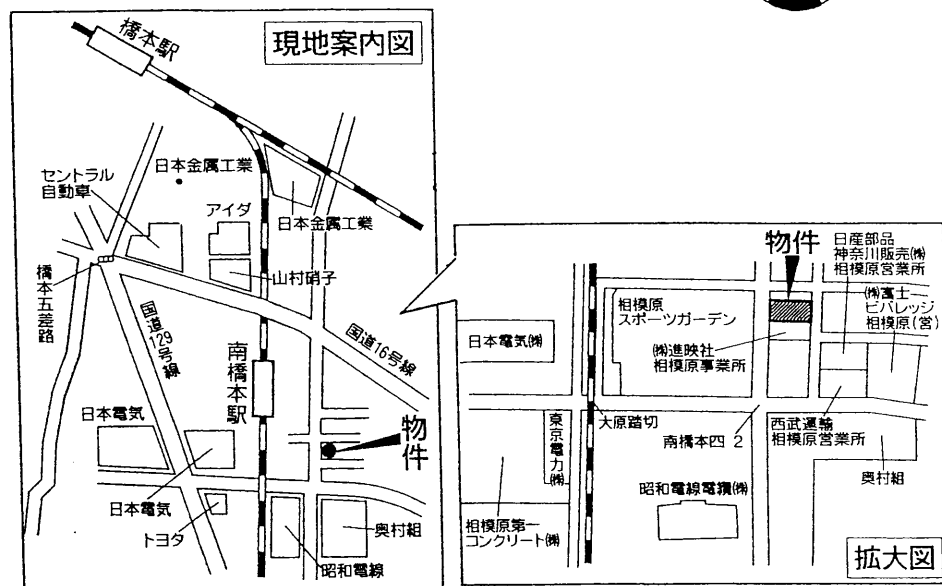 現地案内図
橋本駅
日本金属工業
セントラル
自動車
アイダ
日本金属工業
山村硝子
橋本五差路
国道129号線
国道16号線
南橋本駅
日本電気
物件
日本電気
トヨタ
奥村組
昭和電線
物件
日産部品
神奈川販売㈱
相模原営業所
相模原
スポーツガーデン
㈱富士
ビバレッジ
相模原(営)
日本電気㈱
㈱進映社
相模原事業所
大原踏切
東京電力㈱
南橋本四 2
西武運輸
相模原営業所
昭和電線電纜㈱
奥村組
相模原第一
コンクリート㈱
拡大図